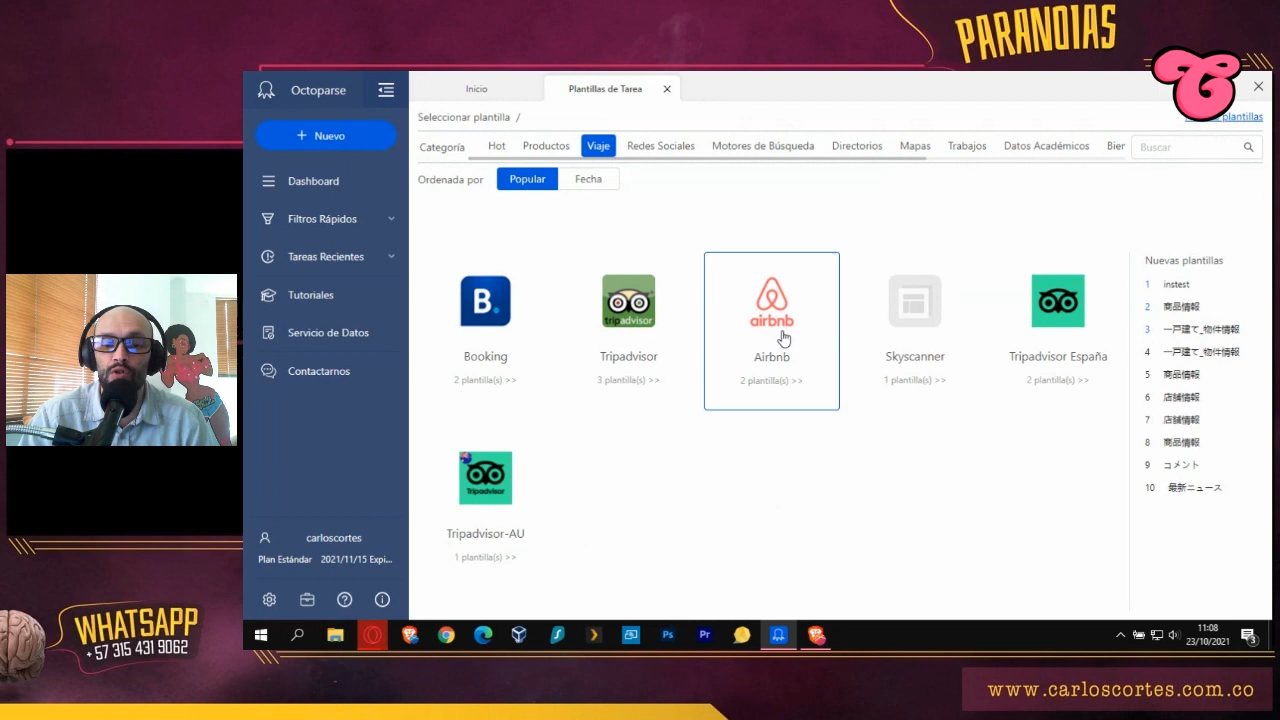 PARANOIAS
Octoparse
Inicio
Plantillas de Tarea
Seleccionar plantilla /
plantillas
+ Nuevo
Categoría
Hot
Productos
Viaje
Redes Sociales
Motores de Búsqueda
Directorios
Mapas
Trabajos
Datos Académicos
Bier
Buscar
Ordenada por
Popular
Fecha
Dashboard
Filtros Rápidos
Tareas Recientes
Tutoriales
Servicio de Datos
Contactarnos
B.
Booking
2 plantilla(s) >>
tripadvisor
Tripadvisor
3 plantilla(s) >>
airbnb
Airbnb
2 plantilla(s) >>
Skyscanner
1 plantilla(s) >>
Tripadvisor España
2 plantilla(s) >>
Tripadvisor
Tripadvisor-AU
1 plantilla(s) >>
Nuevas plantillas
1 instest
2 商品情報
3 一戸建て_物件情報
4 一戸建て_物件情報
5 商品情報
6 店舗情報
7 店舗情報
8 商品情報
9 コメント
10 最新ニュース
carloscortes
Plan Estándar 2021/11/15 Expi...
Ps
Pr
11:08
23/10/2021
3
WHATSAPP
+ 57 315 431 9062
www.carloscortes.com.co